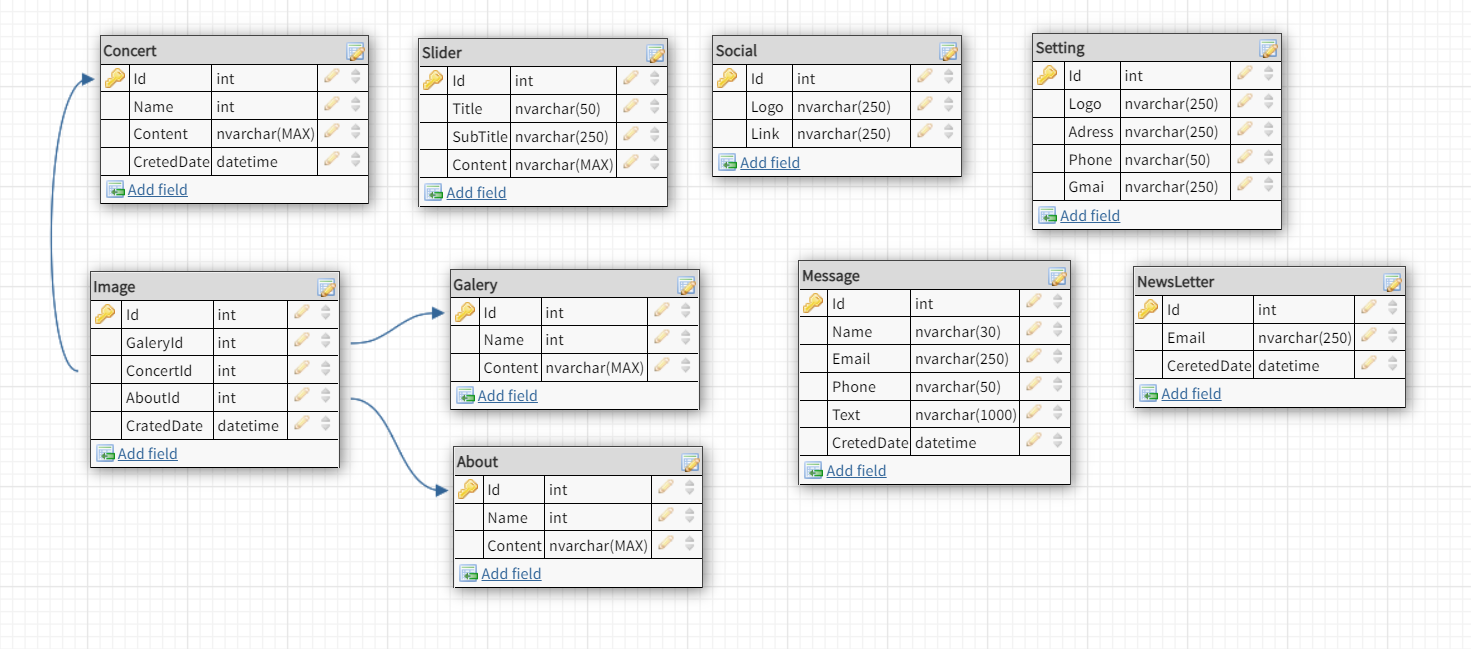 Concert
Id int
Name int
Content nvarchar(MAX)
CretedDate datetime
Add field
Slider
Id int
Title nvarchar(50)
SubTitle nvarchar(250)
Content nvarchar(MAX)
Add field
Social
Id int
Logo nvarchar(250)
Link nvarchar(250)
Add field
Setting
Id int
Logo nvarchar(250)
Adress nvarchar(250)
Phone nvarchar(50)
Gmai nvarchar(250)
Add field
Image
Id int
GaleryId int
ConcertId int
AboutId int
CratedDate datetime
Add field
Galery
Id int
Name int
Content nvarchar(MAX)
Add field
About
Id int
Name int
Content nvarchar(MAX)
Add field
Message
Id int
Name nvarchar(30)
Email nvarchar(250)
Phone nvarchar(50)
Text nvarchar(1000)
CretedDate datetime
Add field
NewsLetter
Id int
Email nvarchar(250)
CeretedDate datetime
Add field